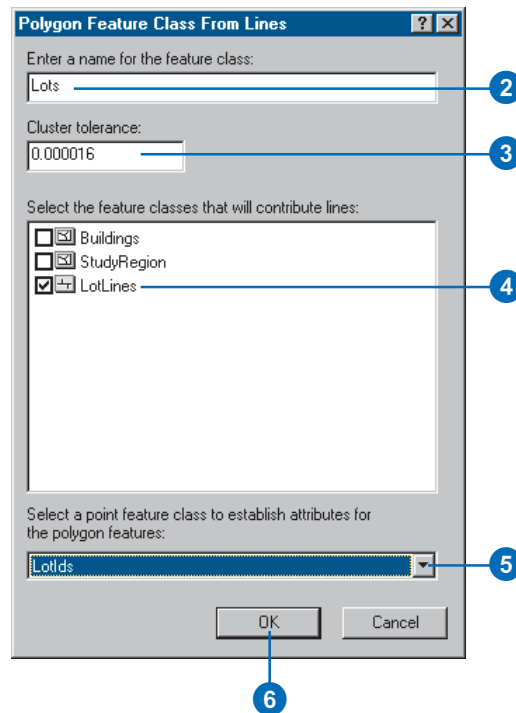 Polygon Feature Class From Lines
Enter a name for the feature class:
Lots
2
Cluster tolerance:
0.000016
3
Select the feature classes that will contribute lines:
Buildings
StudyRegion
LotLines
4
Select a point feature class to establish attributes for
the polygon features:
LotIds
5
OK
Cancel
6